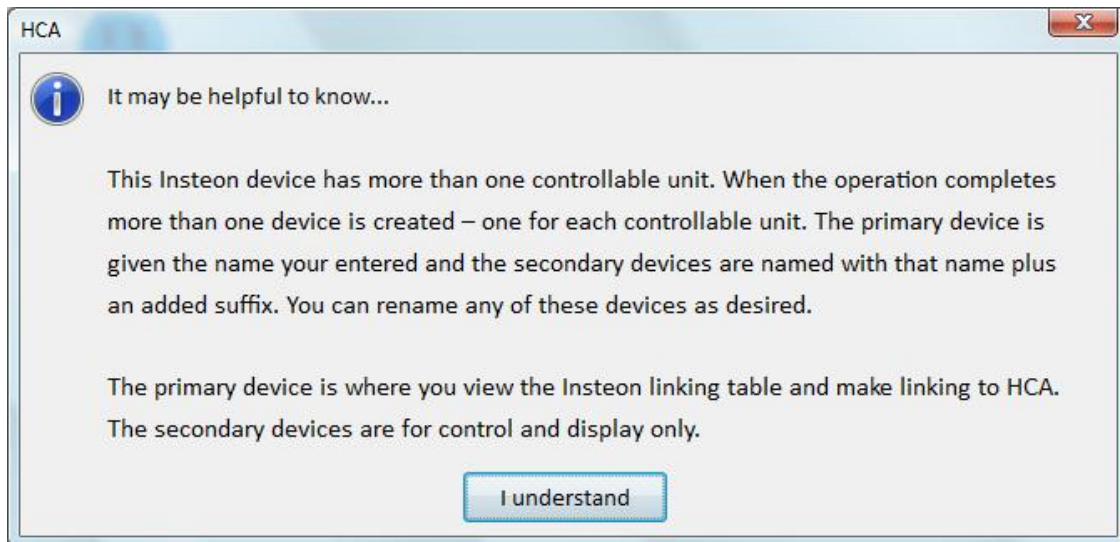 HCA
It may be helpful to know...
This Insteon device has more than one controllable unit. When the operation completes
more than one device is created – one for each controllable unit. The primary device is
given the name your entered and the secondary devices are named with that name plus
an added suffix. You can rename any of these devices as desired.
The primary device is where you view the Insteon linking table and make linking to HCA.
The secondary devices are for control and display only.
I understand